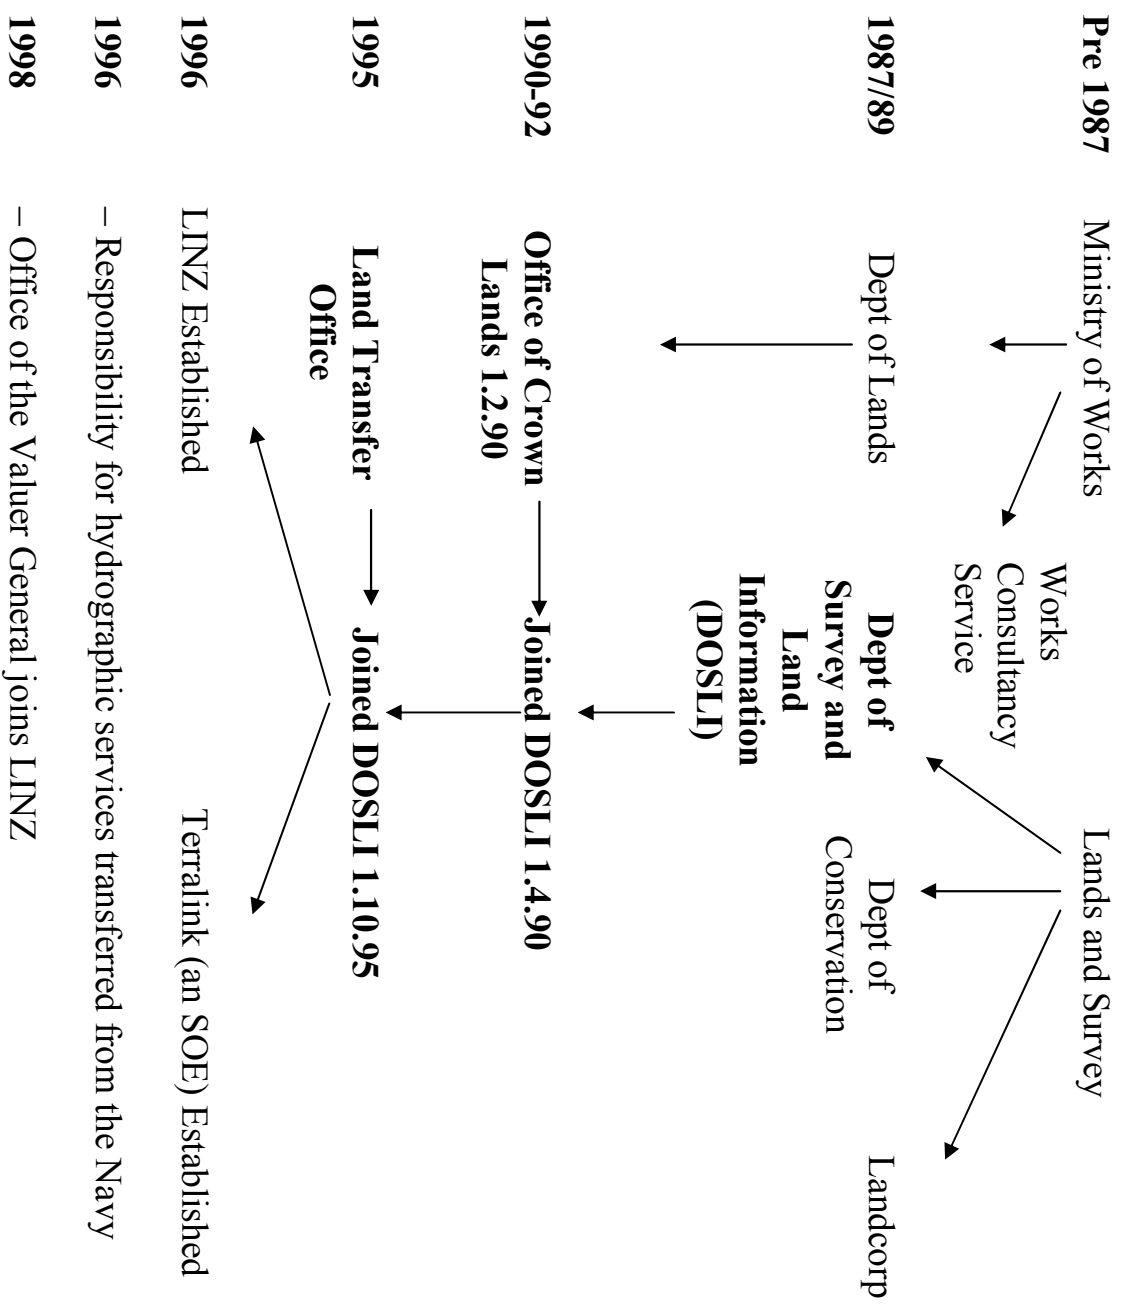 Pre 1987
Ministry of Works
Lands and Survey
Works
Consultancy
Service
1987/89
Dept of Lands
Dept of
Survey and
Land
Information
(DOSLI)
Dept of
Conservation
Landcorp
1990-92
Office of Crown
Lands 1.2.90
Joined DOSLI 1.4.90
1995
Land Transfer
Office
Joined DOSLI 1.10.95
1996
LINZ Established
Terralink (an SOE) Established
1996
– Responsibility for hydrographic services transferred from the Navy
1998
– Office of the Valuer General joins LINZ